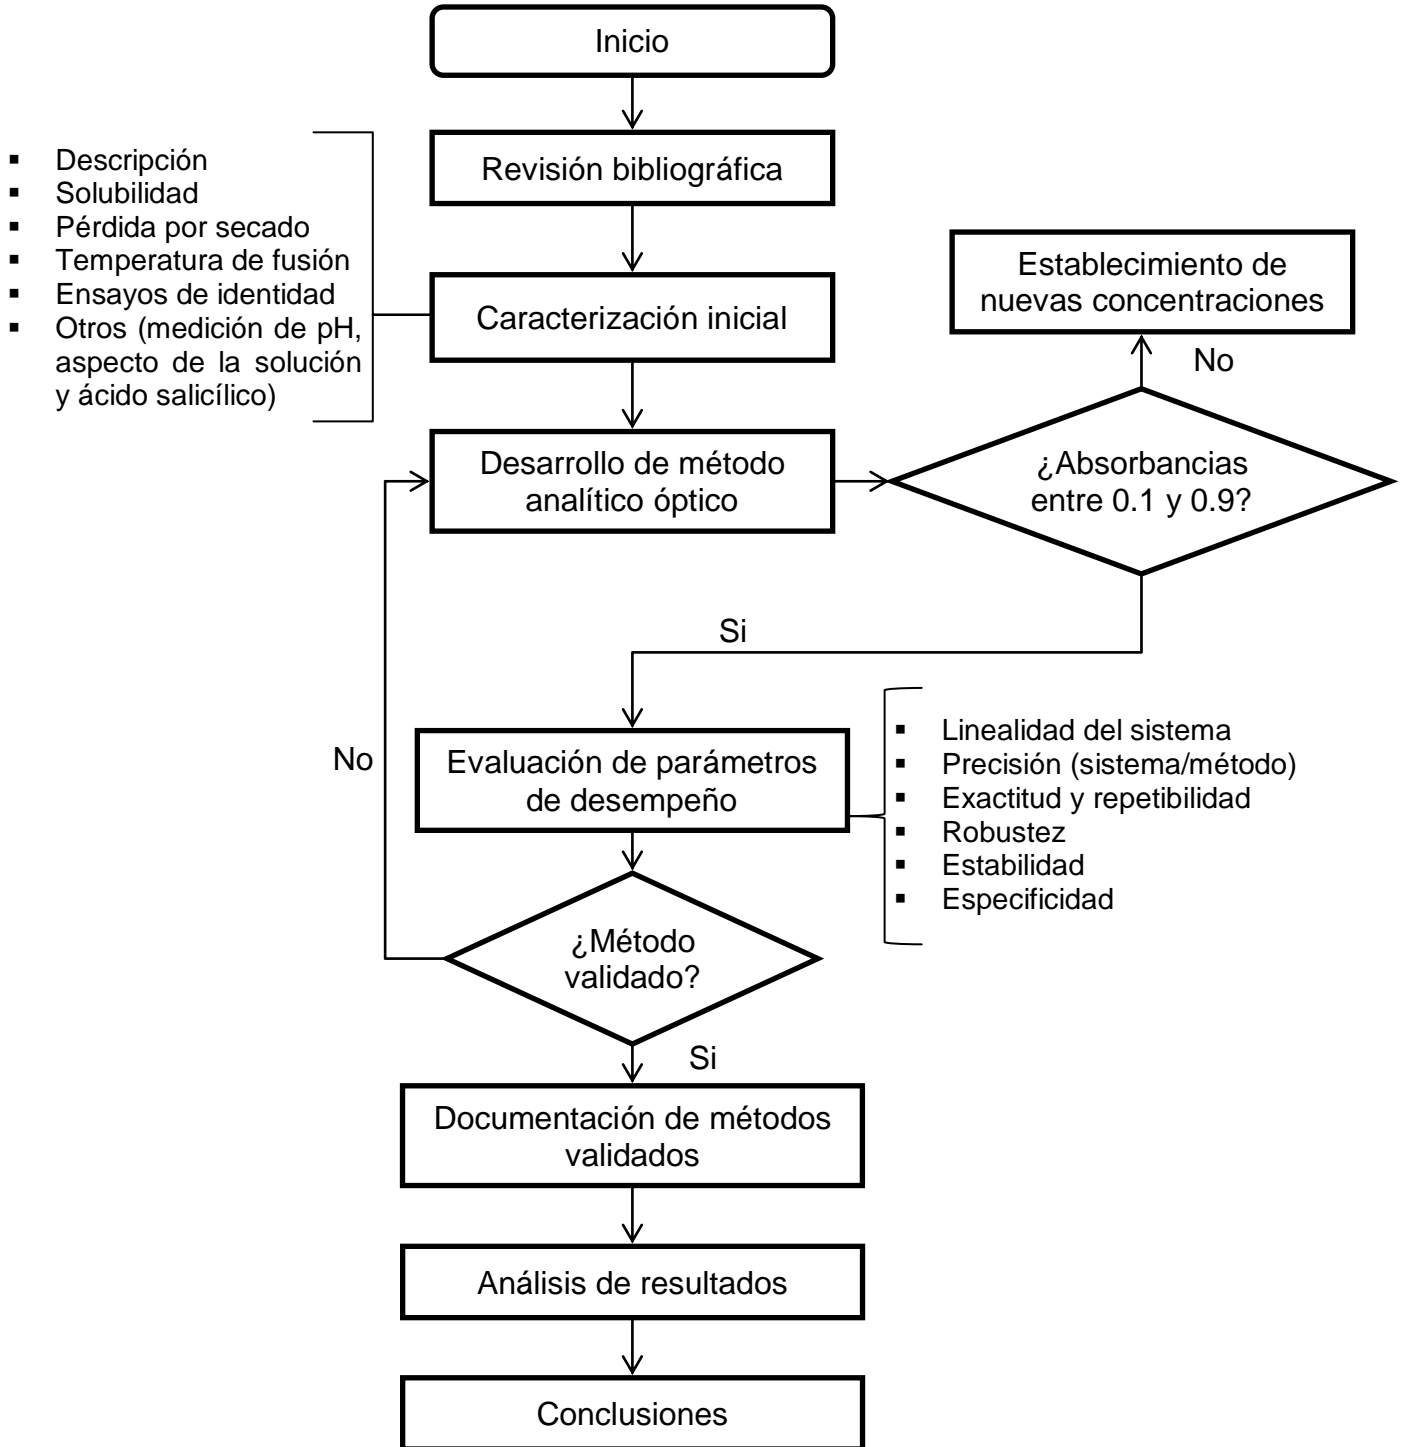 Inicio
Revisión bibliográfica
▪ Descripción
▪ Solubilidad
▪ Pérdida por secado
▪ Temperatura de fusión
▪ Ensayos de identidad
▪ Otros (medición de pH,
aspecto de la solución
y ácido salicílico)
Caracterización inicial
Establecimiento de
nuevas concentraciones
No
Desarrollo de método
analítico óptico
¿Absorbancias
entre 0.1 y 0.9?
Si
No
Evaluación de parámetros
de desempeño
▪ Linealidad del sistema
▪ Precisión (sistema/método)
▪ Exactitud y repetibilidad
▪ Robustez
▪ Estabilidad
▪ Especificidad
¿Método
validado?
Si
Documentación de métodos
validados
Análisis de resultados
Conclusiones